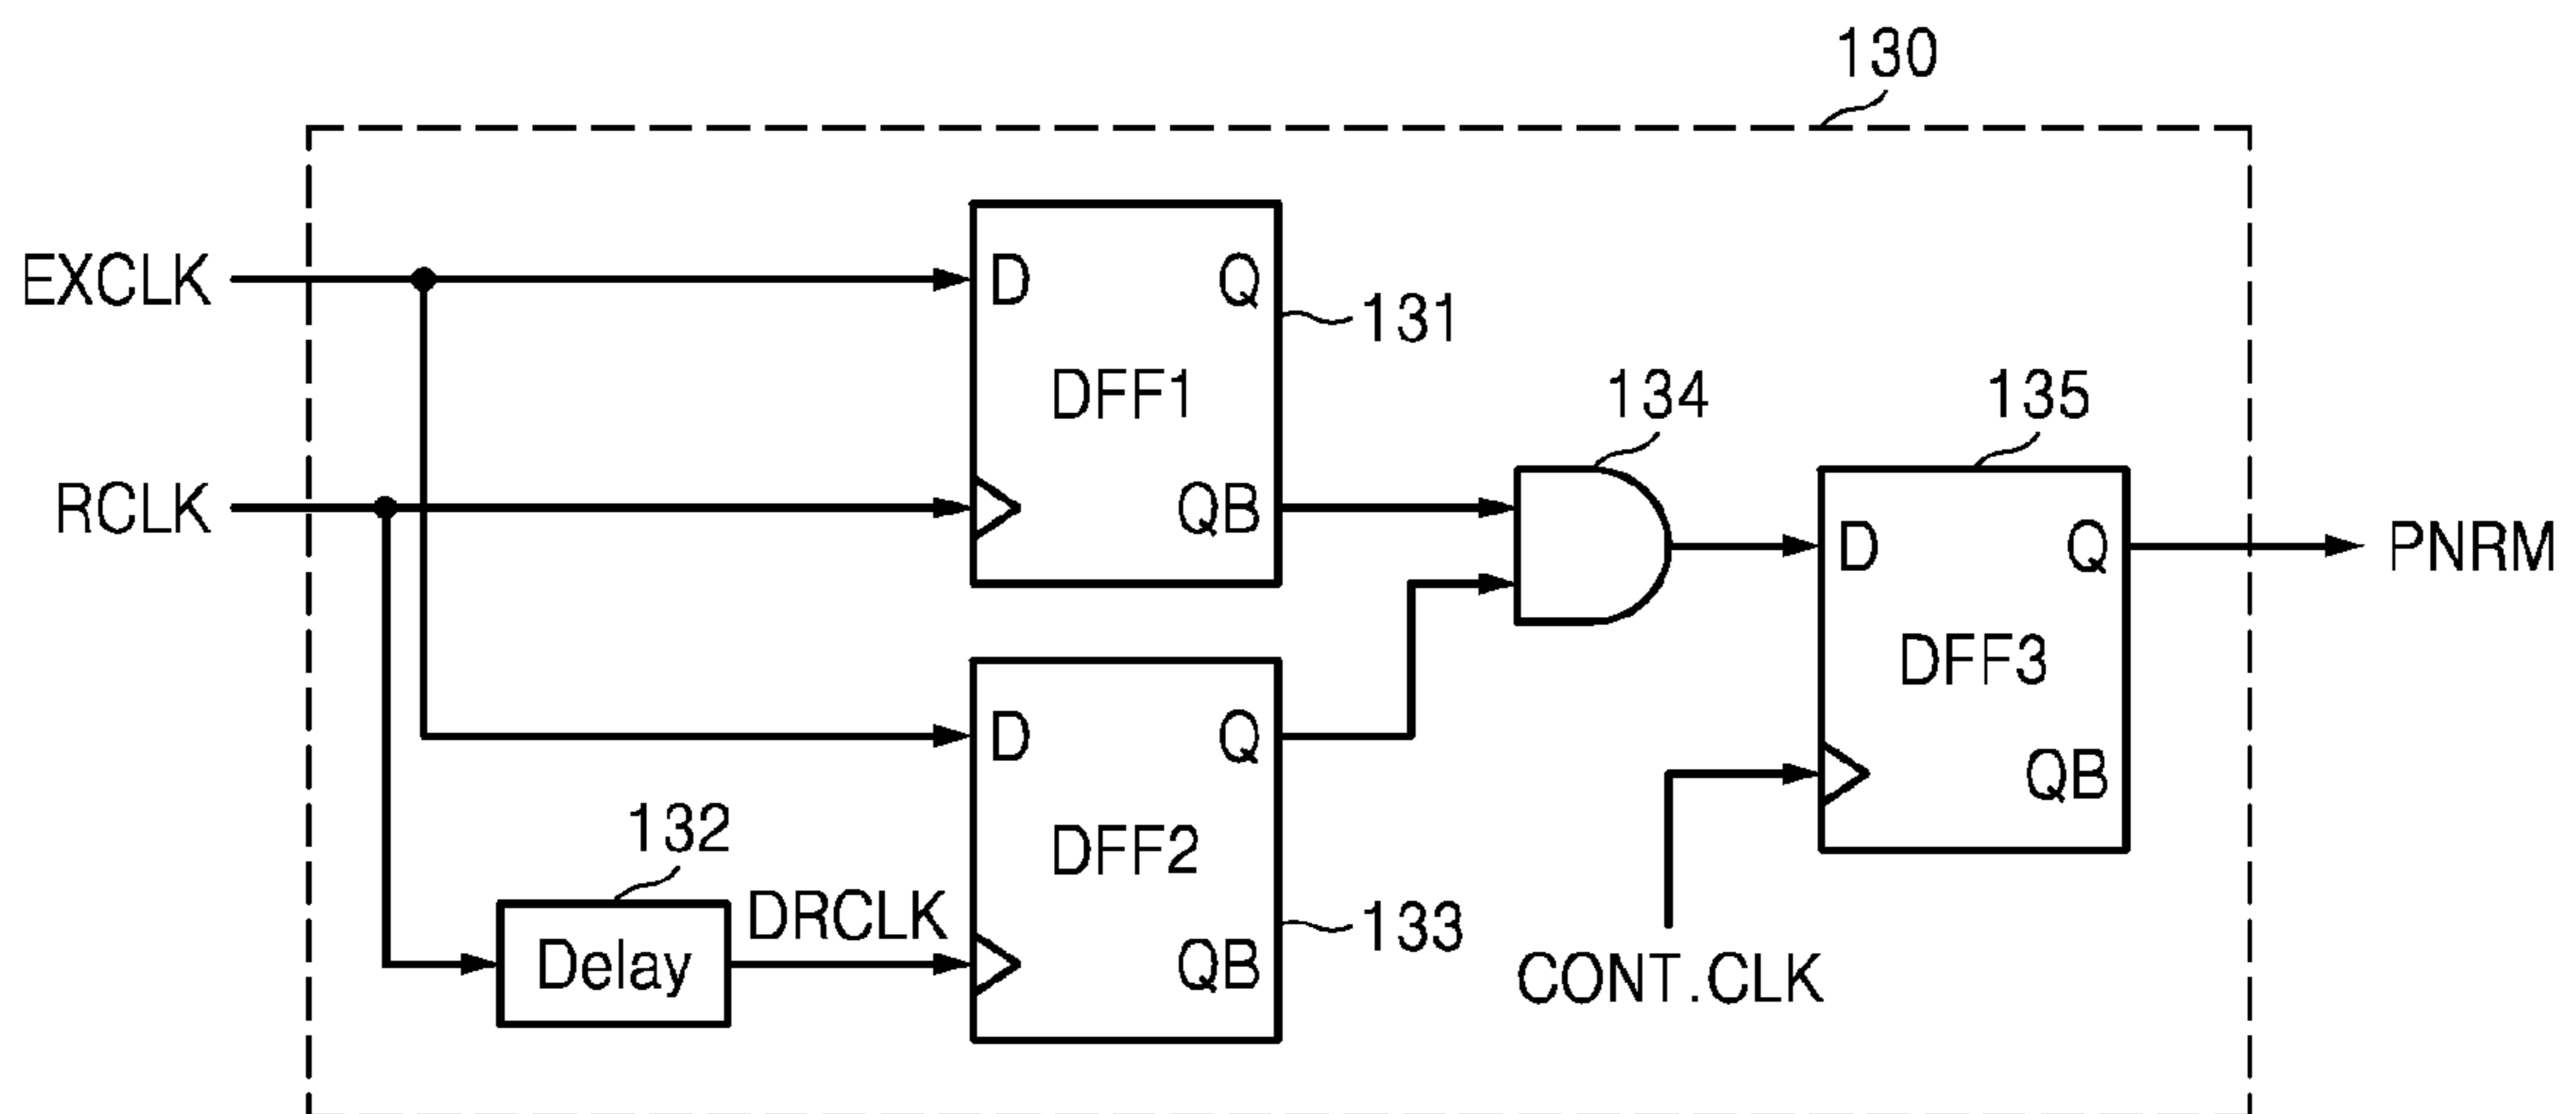 130
EXCLK
D
Q
131
DFF1
134
135
RCLK
QB
D
Q
PNRM
DFF3
D
Q
132
DFF2
QB
DRCLK
133
Delay
QB
CONT.CLK